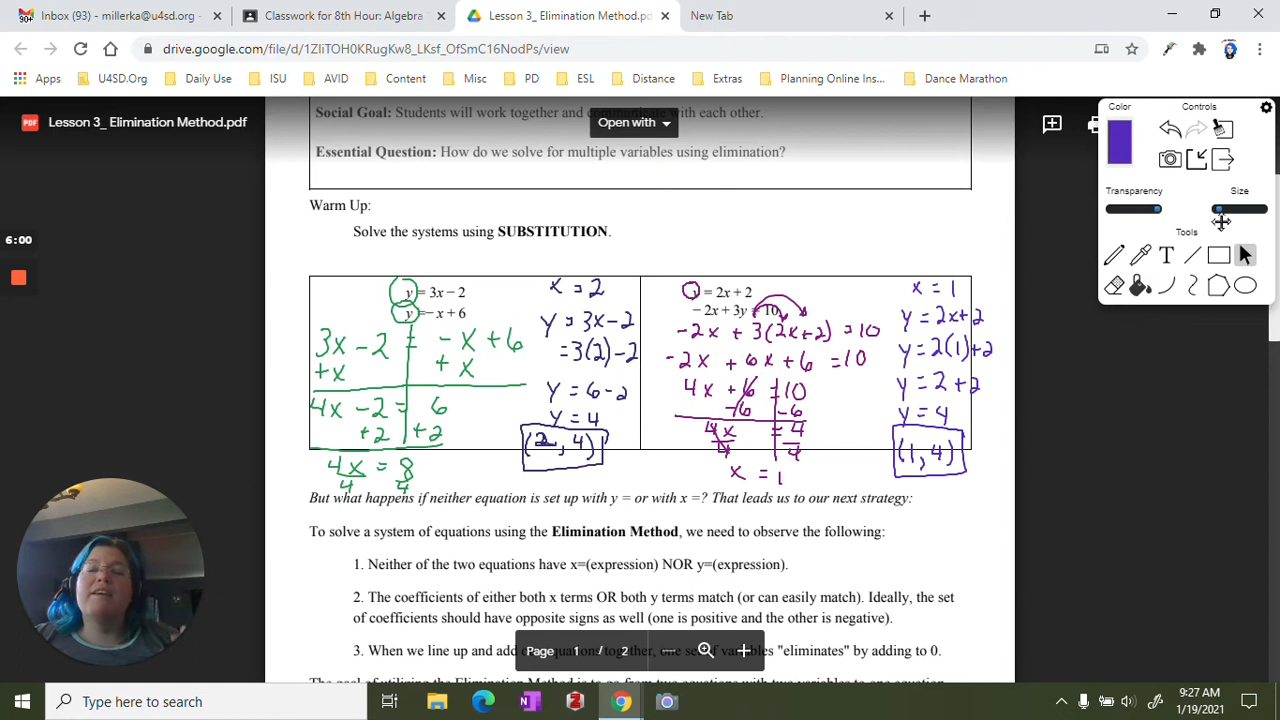 Inbox (93) - millerka@u4sd.org
Classwork for 8th Hour: Algebra
Lesson 3_ Elimination Method.pdf
New Tab
drive.google.com/file/d/1ZIiTOH0KRugKw8_LKsf_OfSmC16NodPs/view
Apps
U4SD.Org
Daily Use
ISU
AVID
Content
Misc
PD
ESL
Distance
Extras
Planning Online Ins...
Dance Marathon
PDF
Lesson 3_ Elimination Method.pdf
Open with
Social Goal: Students will work together and with each other.
Essential Question: How do we solve for multiple variables using elimination?
Warm Up:
Solve the systems using SUBSTITUTION.
y = 3x − 2
y = − x + 6
3x − 2 = − x + 6
+x + x
4x − 2 = 6
+2 +2
4x = 8
4 4
x = 2
y = 3x − 2
= 3(2) − 2
y = 6 − 2
y = 4
(2, 4)
y = 2x + 2
− 2x + 3y = 10
−2x + 3(2x+2) = 10
−2x + 6x + 6 = 10
4x + 6 = 10
−6 −6
4x = 4
4 4
x = 1
x = 1
y = 2x+2
y = 2(1)+2
y = 2+2
y = 4
(1, 4)
But what happens if neither equation is set up with y = or with x =? That leads us to our next strategy:
To solve a system of equations using the Elimination Method, we need to observe the following:
1. Neither of the two equations have x=(expression) NOR y=(expression).
2. The coefficients of either both x terms OR both y terms match (or can easily match). Ideally, the set
of coefficients should have opposite signs as well (one is positive and the other is negative).
3. When we line up and add "eliminates" by adding to 0.
Page 1 / 2
Color
Controls
Transparency
Size
Tools
T
6:00
Type here to search
9:27 AM
1/19/2021